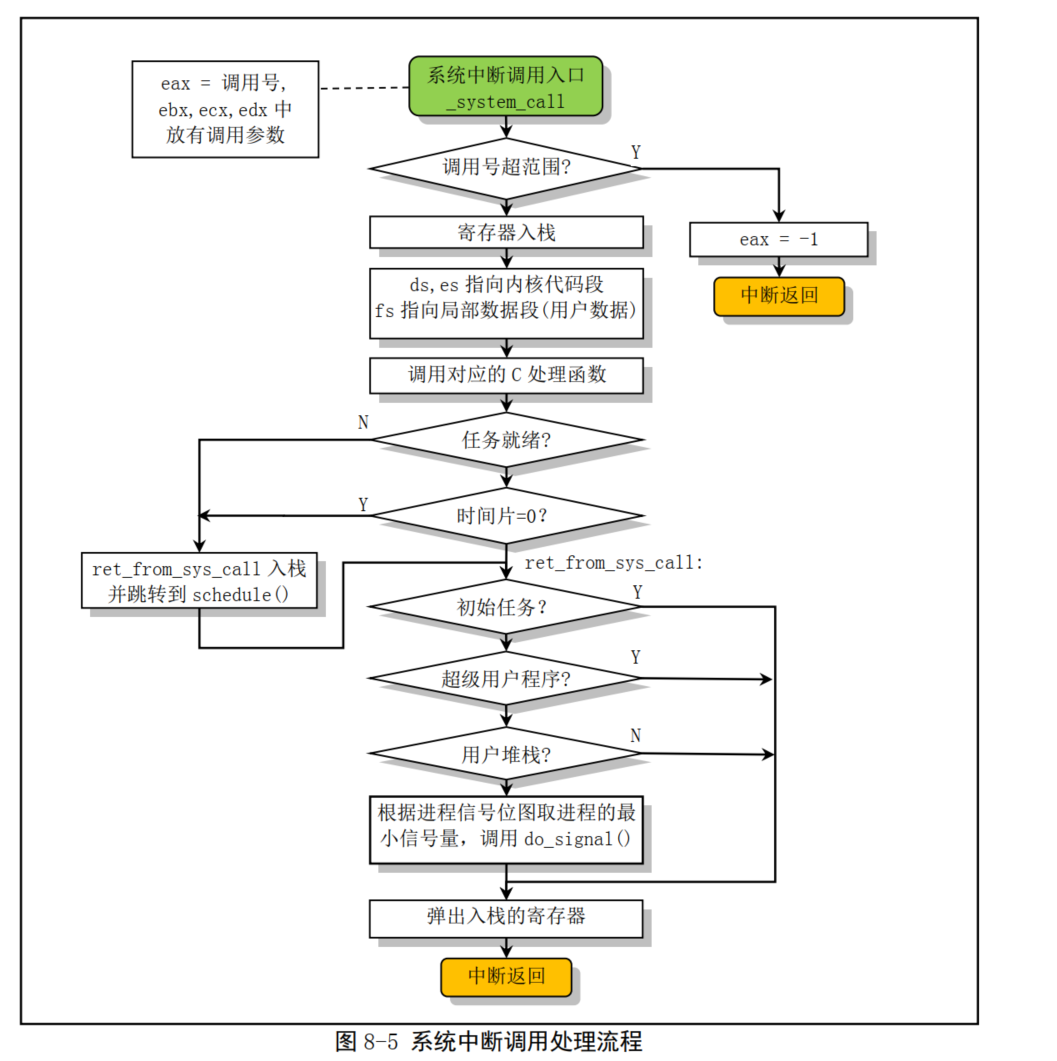 eax = 调用号,
ebx,ecx,edx 中
放有调用参数
系统中断调用入口
_system_call
调用号超范围?
Y
寄存器入栈
eax = -1
ds,es 指向内核代码段
fs 指向局部数据段(用户数据)
中断返回
调用对应的 C 处理函数
N
任务就绪?
Y
时间片=0?
ret_from_sys_call:
ret_from_sys_call 入栈
并跳转到 schedule()
初始任务?
Y
超级用户程序?
Y
用户堆栈?
N
根据进程信号位图取进程的最
小信号量，调用 do_signal()
弹出入栈的寄存器
中断返回
图 8-5 系统中断调用处理流程